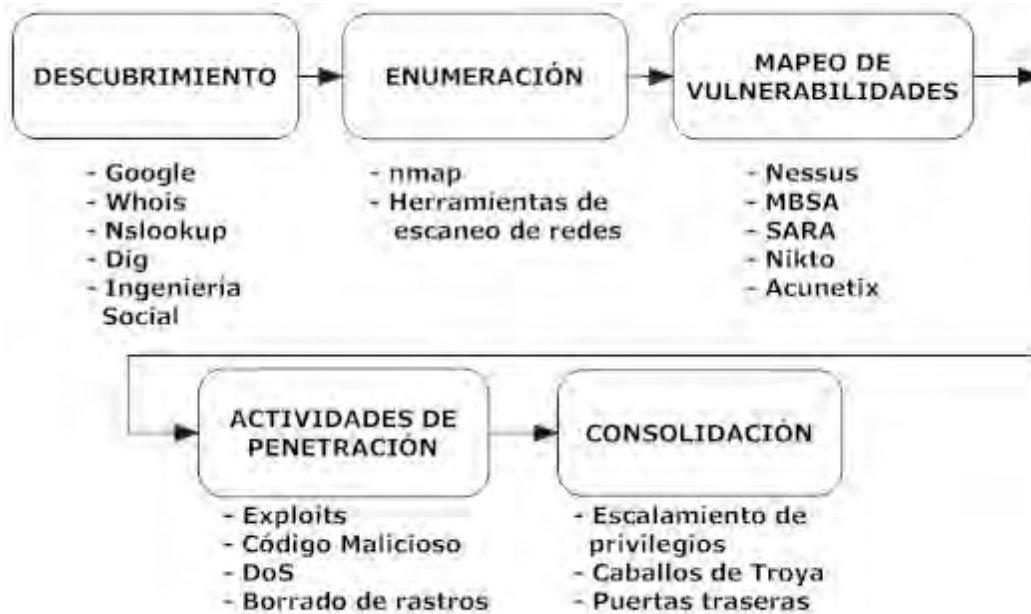 DESCUBRIMIENTO
ENUMERACIÓN
MAPEO DE
VULNERABILIDADES
- Google
- Whois
- Nslookup
- Dig
- Ingeniería
Social
- nmap
- Herramientas de
escaneo de redes
- Nessus
- MBSA
- SARA
- Nikto
- Acunetix
ACTIVIDADES DE
PENETRACIÓN
CONSOLIDACIÓN
- Exploits
- Código Malicioso
- DoS
- Borrado de rastros
- Escalamiento de
privilegios
- Caballos de Troya
- Puertas traseras